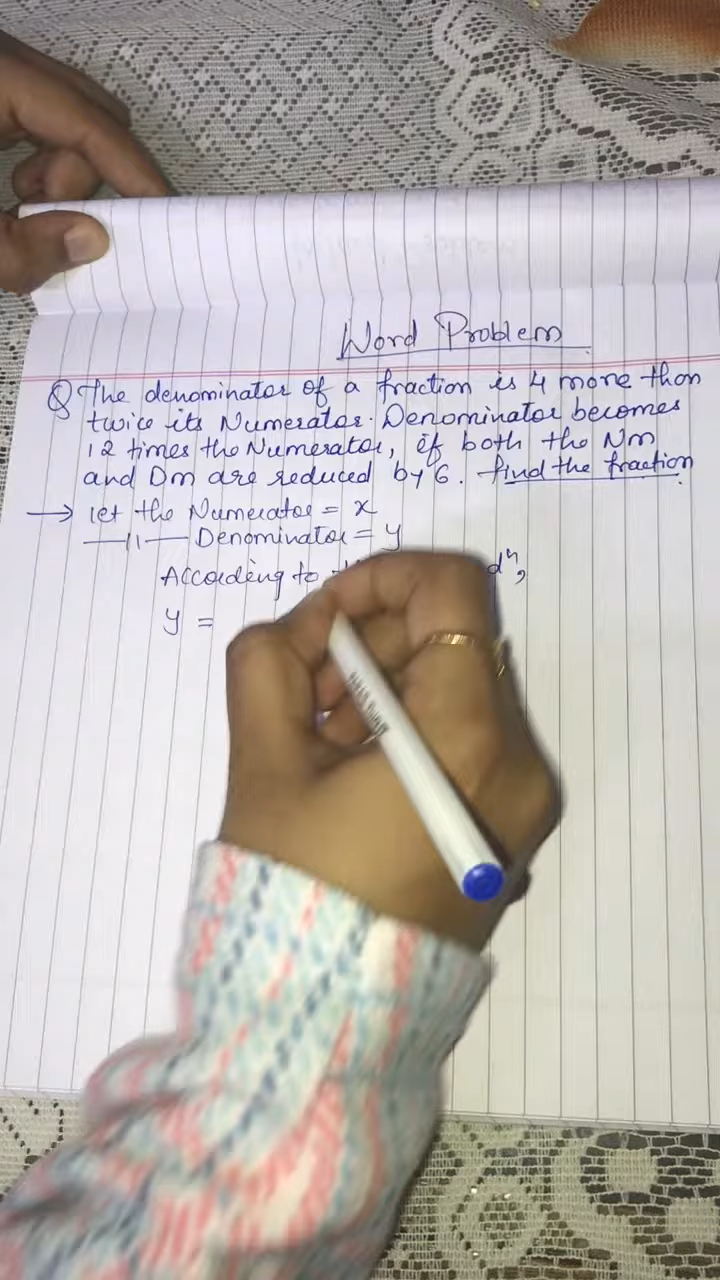 Word Problem
Q The denominator of a fraction is 4 more than
twice its Numerator. Denominator becomes
12 times the Numerator, if both the Nm
and Dm are reduced by 6. find the fraction
→ let the Numerator = x
—11— Denominator = y
According to
y =